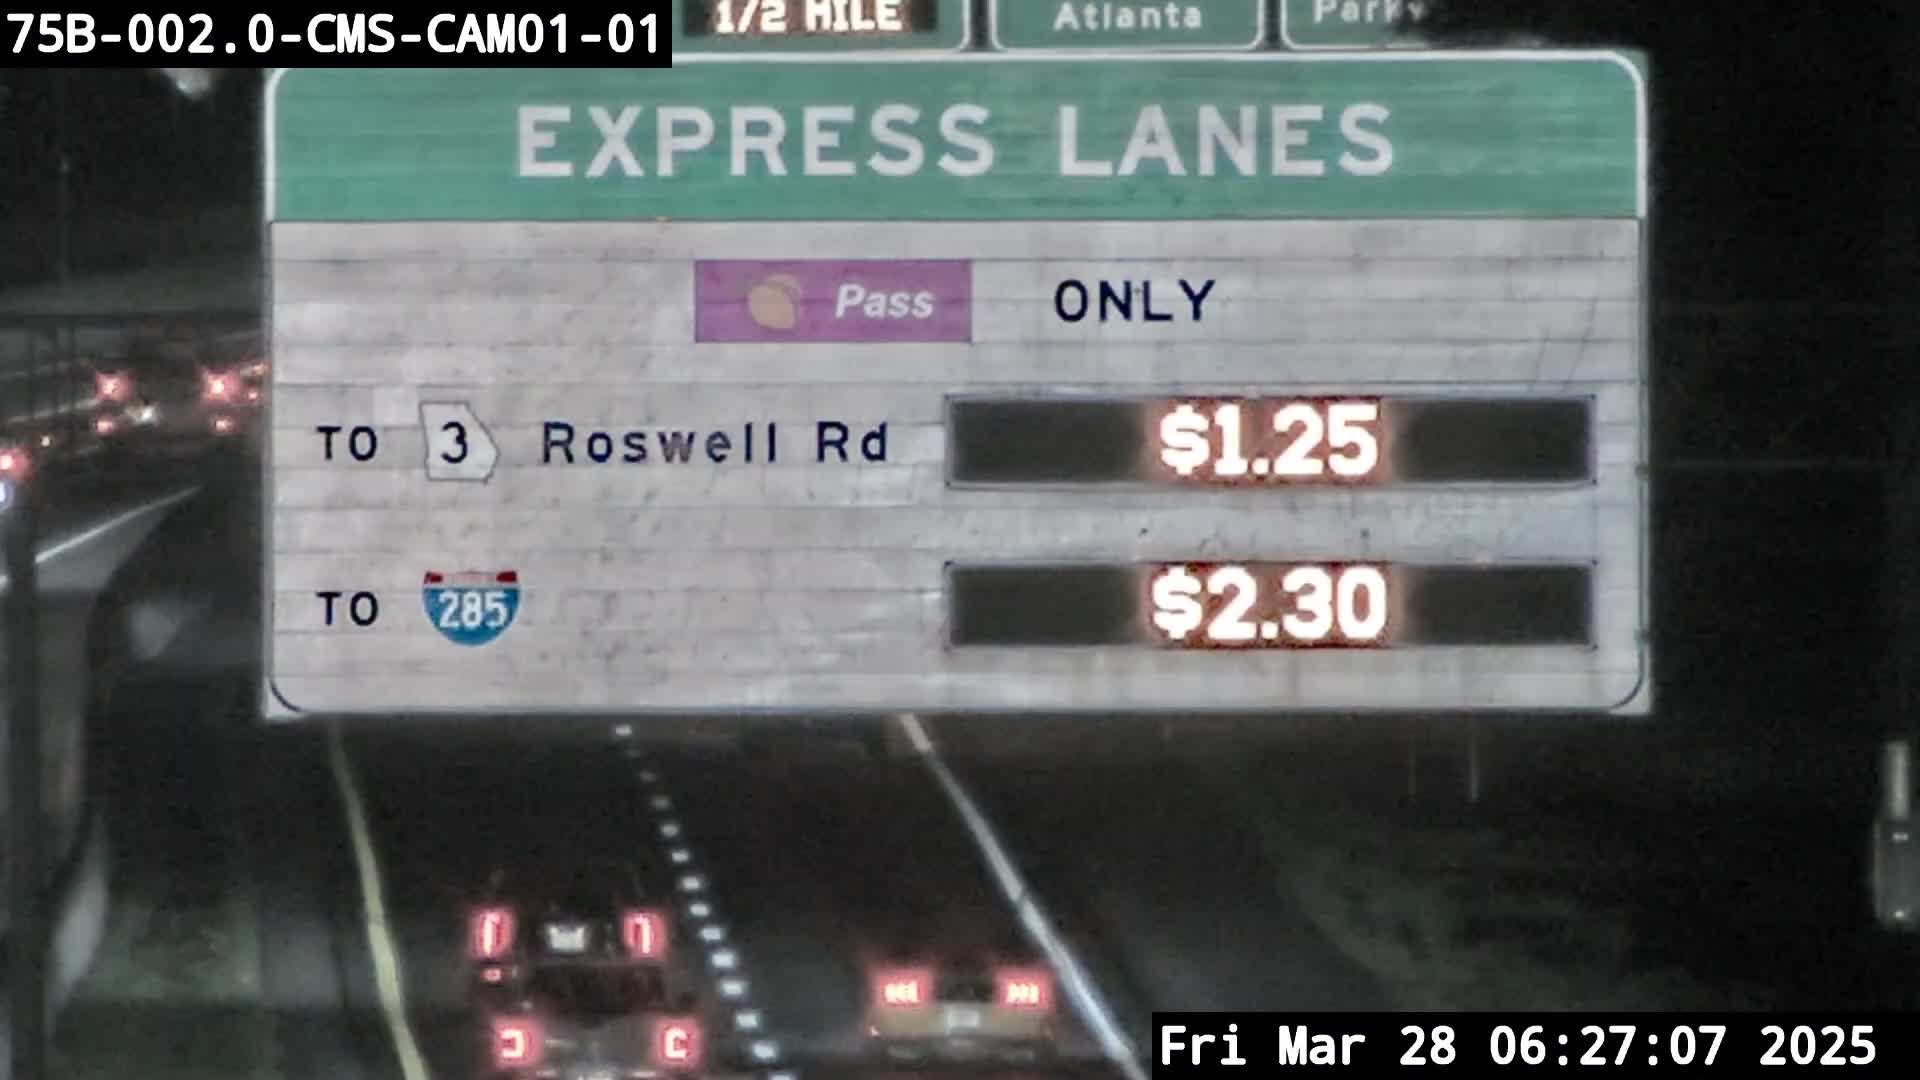 75B-002.0-CMS-CAM01-01
1/2 MILE
Atlanta
EXPRESS LANES
Pass ONLY
TO 3 Roswell Rd $1.25
TO 285 $2.30
Fri Mar 28 06:27:07 2025